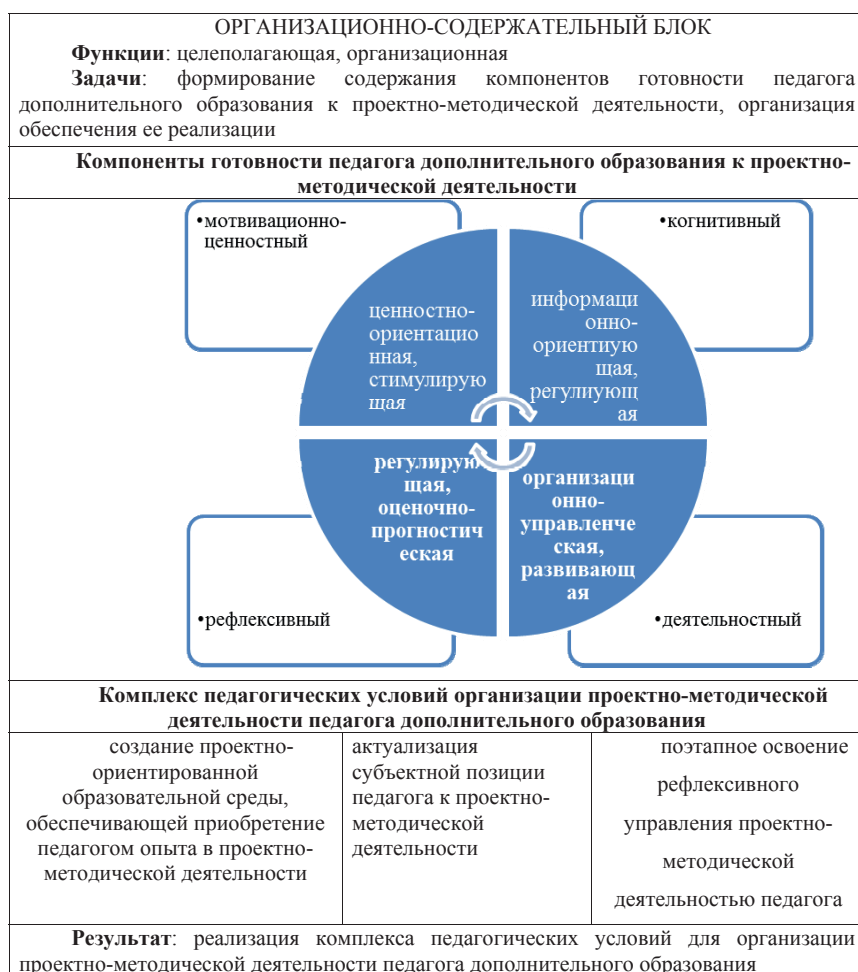 ОРГАНИЗАЦИОННО-СОДЕРЖАТЕЛЬНЫЙ БЛОК
Функции: целеполагающая, организационная
Задачи: формирование содержания компонентов готовности педагога
дополнительного образования к проектно-методической деятельности, организация
обеспечения ее реализации
Компоненты готовности педагога дополнительного образования к проектно-
методической деятельности
•мотвивационно-
ценностный
•когнитивный
ценностно-
ориентацио
нная,
стимулирую
щая
информаци
онно-
ориентиую
щая,
регулиующ
ая
регулирую
щая,
оценочно-
прогностич
еская
организаци
онно-
управленче
ская,
развивающ
ая
•рефлексивный
•деятельностный
Комплекс педагогических условий организации проектно-методической
деятельности педагога дополнительного образования
создание проектно-
ориентированной
образовательной среды,
обеспечивающей приобретение
педагогом опыта в проектно-
методической деятельности
актуализация
субъектной позиции
педагога к проектно-
методической
деятельности
поэтапное освоение
рефлексивного
управления проектно-
методической
деятельностью педагога
Результат: реализация комплекса педагогических условий для организации
проектно-методической деятельности педагога дополнительного образования